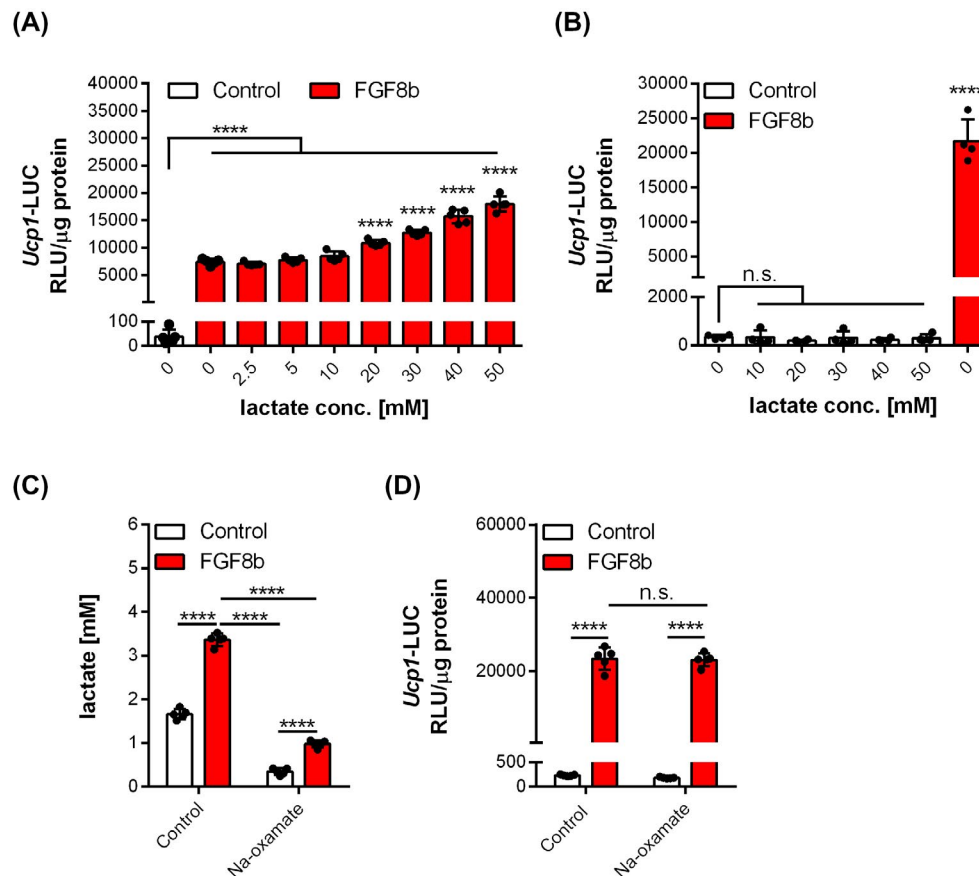 (A)
Control
FGF8b
Ucp1-LUC
RLU/μg protein
40000
35000
30000
25000
20000
15000
10000
5000
100
0
****
****
****
****
****
0
0
2.5
5
10
20
30
40
50
lactate conc. [mM]
(B)
Control
FGF8b
Ucp1-LUC
RLU/μg protein
30000
25000
20000
15000
10000
5000
2000
0
n.s.
****
0
10
20
30
40
50
0
lactate conc. [mM]
(C)
Control
FGF8b
lactate [mM]
6
5
4
3
2
1
0
****
**** ****
****
Control
Na-oxamate
(D)
Control
FGF8b
Ucp1-LUC
RLU/μg protein
60000
40000
20000
500
0
n.s.
****
****
Control
Na-oxamate